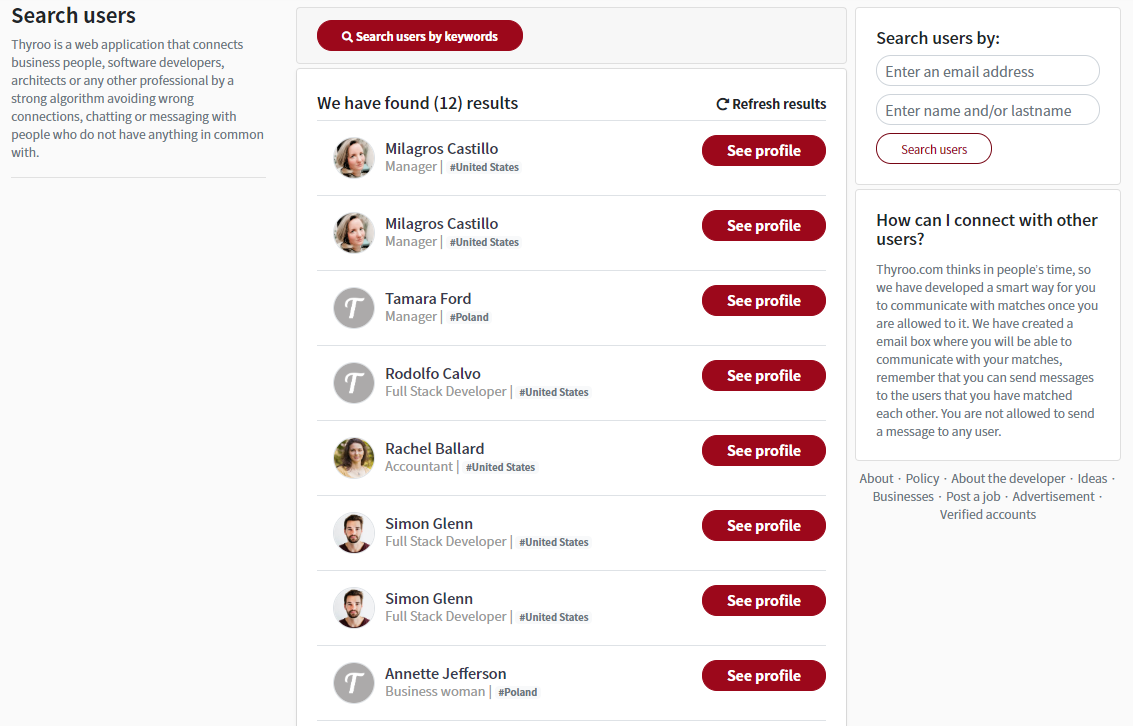 Search users
Thyroo is a web application that connects
business people, software developers,
architects or any other professional by a
strong algorithm avoiding wrong
connections, chatting or messaging with
people who do not have anything in common
with.
Search users by keywords
We have found (12) results
Refresh results
Milagros Castillo
Manager | #United States
See profile
Milagros Castillo
Manager | #United States
See profile
T
Tamara Ford
Manager | #Poland
See profile
T
Rodolfo Calvo
Full Stack Developer | #United States
See profile
Rachel Ballard
Accountant | #United States
See profile
Simon Glenn
Full Stack Developer | #United States
See profile
Simon Glenn
Full Stack Developer | #United States
See profile
T
Annette Jefferson
Business woman | #Poland
See profile
Search users by:
Enter an email address
Enter name and/or lastname
Search users
How can I connect with other
users?
Thyroo.com thinks in people's time, so
we have developed a smart way for you
to communicate with matches once you
are allowed to it. We have created a
email box where you will be able to
communicate with your matches,
remember that you can send messages
to the users that you have matched
each other. You are not allowed to send
a message to any user.
About · Policy · About the developer · Ideas ·
Businesses · Post a job · Advertisement ·
Verified accounts